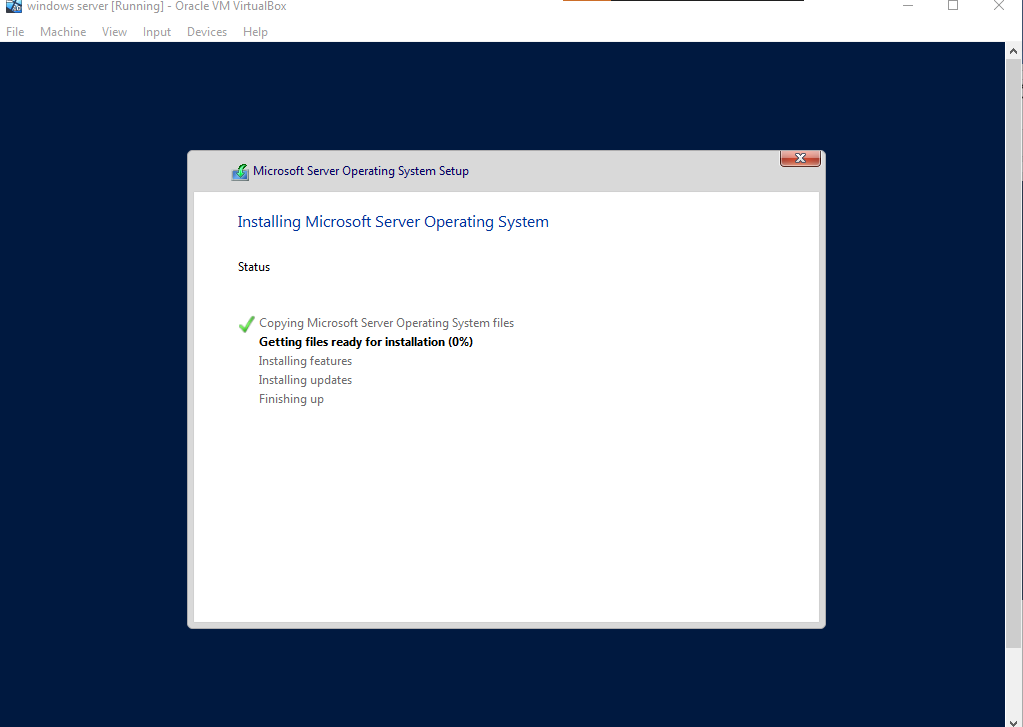 windows server [Running] - Oracle VM VirtualBox
File Machine View Input Devices Help
Microsoft Server Operating System Setup
Installing Microsoft Server Operating System
Status
Copying Microsoft Server Operating System files
Getting files ready for installation (0%)
Installing features
Installing updates
Finishing up